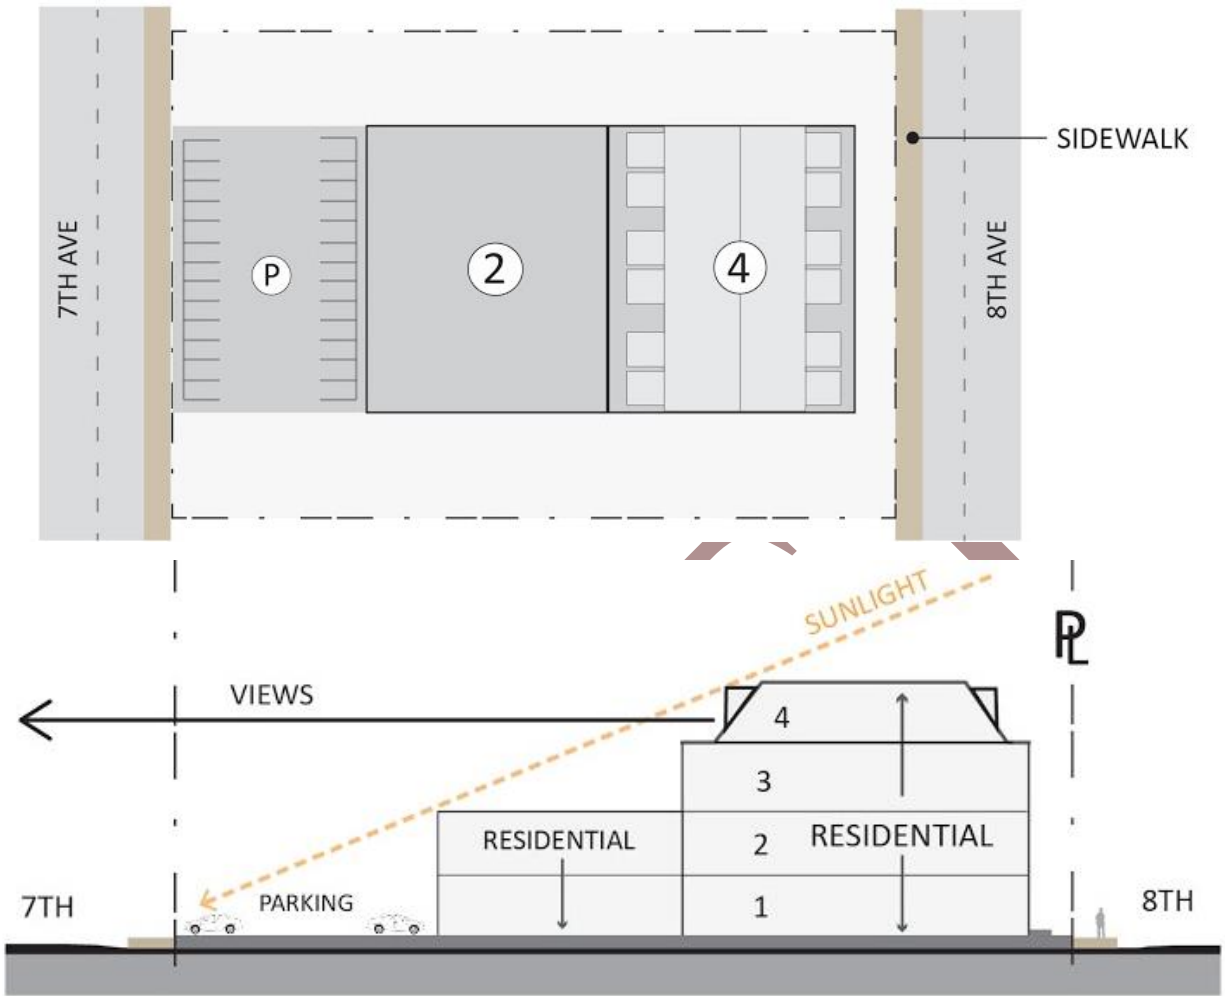 SIDEWALK
7TH AVE
P
2
4
8TH AVE
SUNLIGHT
PL
VIEWS
4
3
RESIDENTIAL
2
RESIDENTIAL
7TH
PARKING
1
8TH